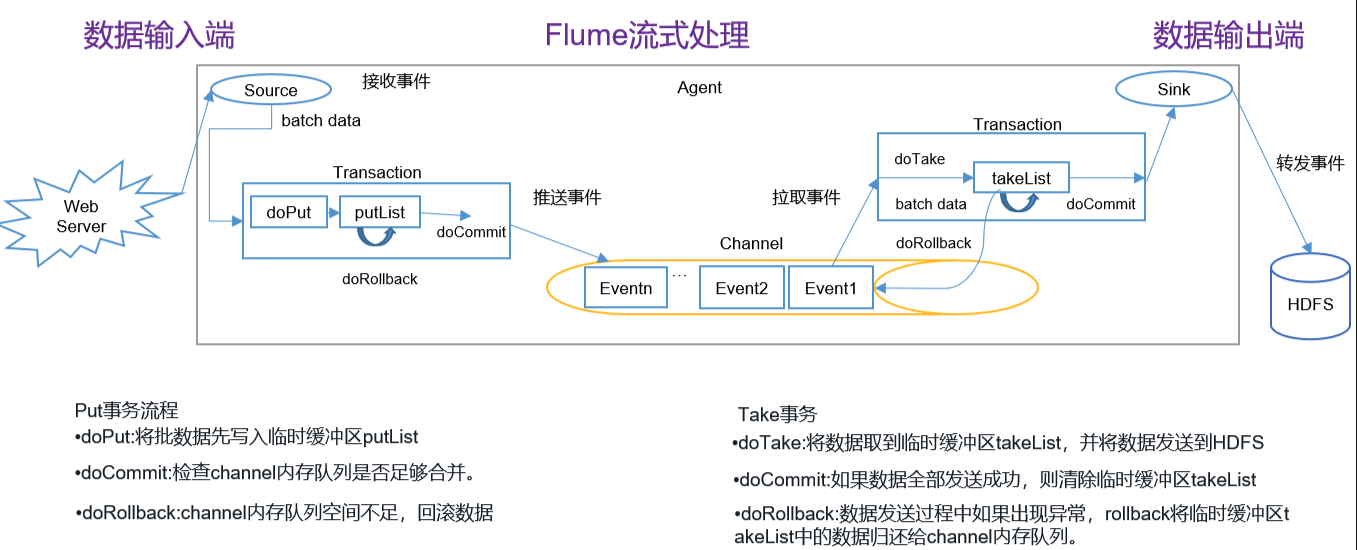 数据输入端
Flume流式处理
数据输出端
Source
接收事件
Agent
Sink
batch data
Transaction
Transaction
doTake
takeList
转发事件
Web
Server
doPut
putList
doCommit
推送事件
拉取事件
batch data
doCommit
doRollback
Channel
doRollback
Eventn
...
Event2
Event1
HDFS
Put事务流程
•doPut:将批数据先写入临时缓冲区putList
•doCommit:检查channel内存队列是否足够合并。
•doRollback:channel内存队列空间不足，回滚数据
Take事务
•doTake:将数据取到临时缓冲区takeList，并将数据发送到HDFS
•doCommit:如果数据全部发送成功，则清除临时缓冲区takeList
•doRollback:数据发送过程中如果出现异常，rollback将临时缓冲区t
akeList中的数据归还给channel内存队列。